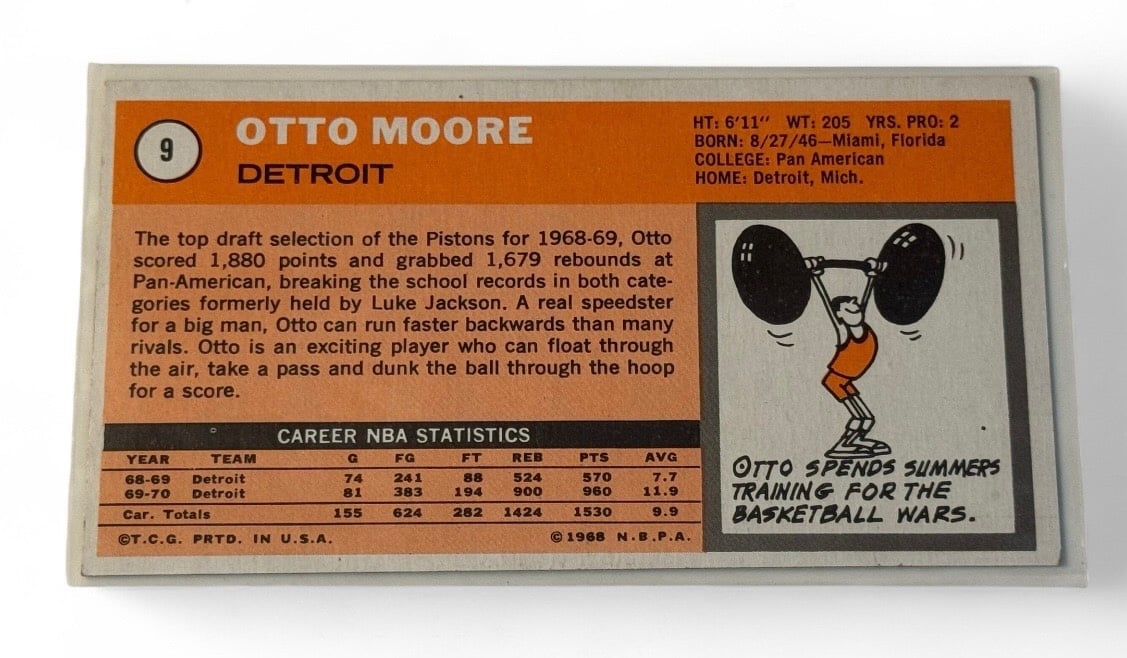 9
OTTO MOORE
DETROIT
HT: 6'11" WT: 205 YRS. PRO: 2
BORN: 8/27/46—Miami, Florida
COLLEGE: Pan American
HOME: Detroit, Mich.
The top draft selection of the Pistons for 1968-69, Otto
scored 1,880 points and grabbed 1,679 rebounds at
Pan-American, breaking the school records in both cate-
gories formerly held by Luke Jackson. A real speedster
for a big man, Otto can run faster backwards than many
rivals. Otto is an exciting player who can float through
the air, take a pass and dunk the ball through the hoop
for a score.
CAREER NBA STATISTICS
YEAR TEAM G FG FT REB PTS AVG
68-69 Detroit 74 241 88 524 570 7.7
69-70 Detroit 81 383 194 900 960 11.9
Car. Totals 155 624 282 1424 1530 9.9
©T.C.G. PRTD. IN U.S.A. ©1968 N.B.P.A.
OTTO SPENDS SUMMERS
TRAINING FOR THE
BASKETBALL WARS.